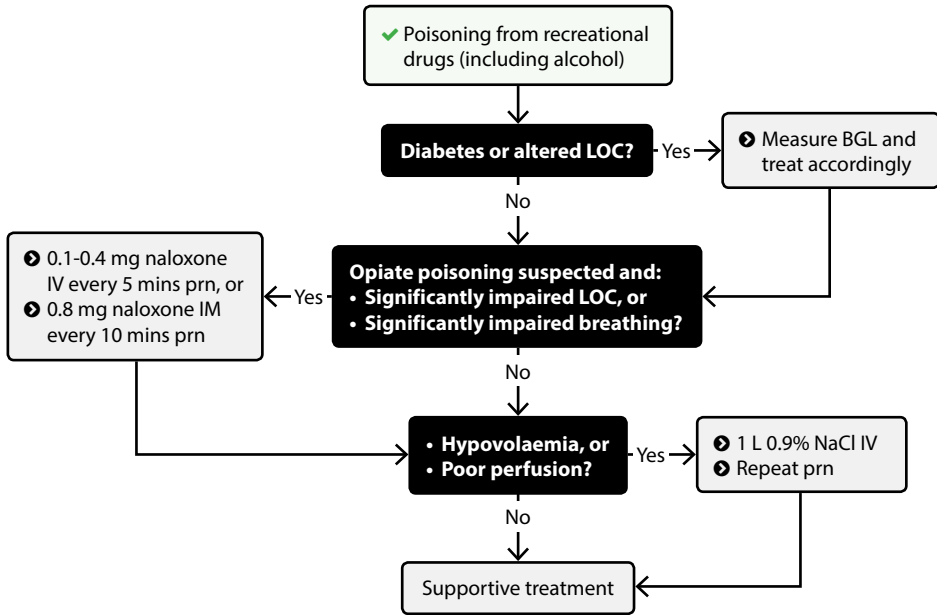 Poisoning from recreational
drugs (including alcohol)
Diabetes or altered LOC?
Yes
Measure BGL and
treat accordingly
No
Opiate poisoning suspected and:
• Significantly impaired LOC, or
• Significantly impaired breathing?
Yes
0.1-0.4 mg naloxone
IV every 5 mins prn, or
0.8 mg naloxone IM
every 10 mins prn
No
• Hypovolaemia, or
• Poor perfusion?
Yes
1 L 0.9% NaCl IV
Repeat prn
No
Supportive treatment